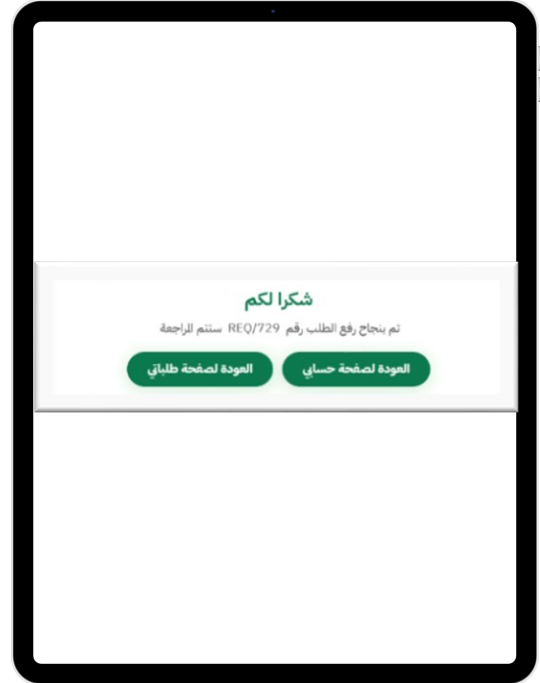 شكرا لكم
تم بنجاح رفع الطلب رقم REQ/729 ستتم المراجعة
العودة لصفحة حسابي
العودة لصفحة طلباتي